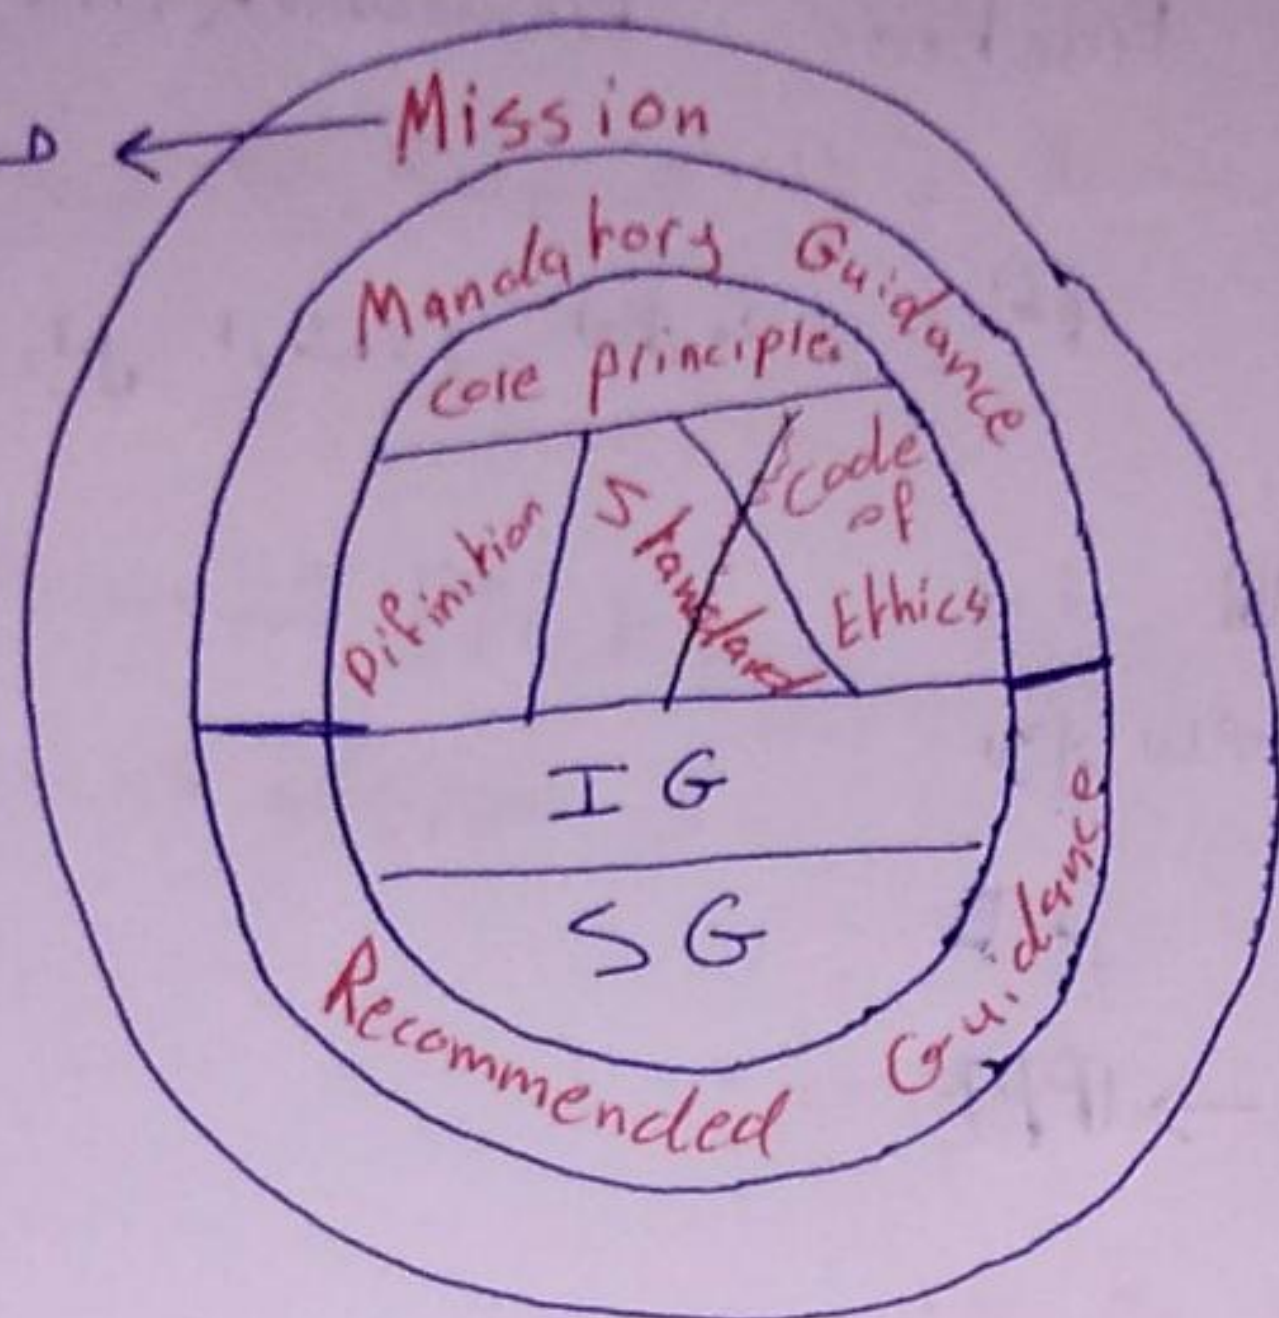 D
Mission
Mandatory Guidance
Core principles
Difinition
Standard
Code
of
Ethics
IG
SG
Recommended Guidance